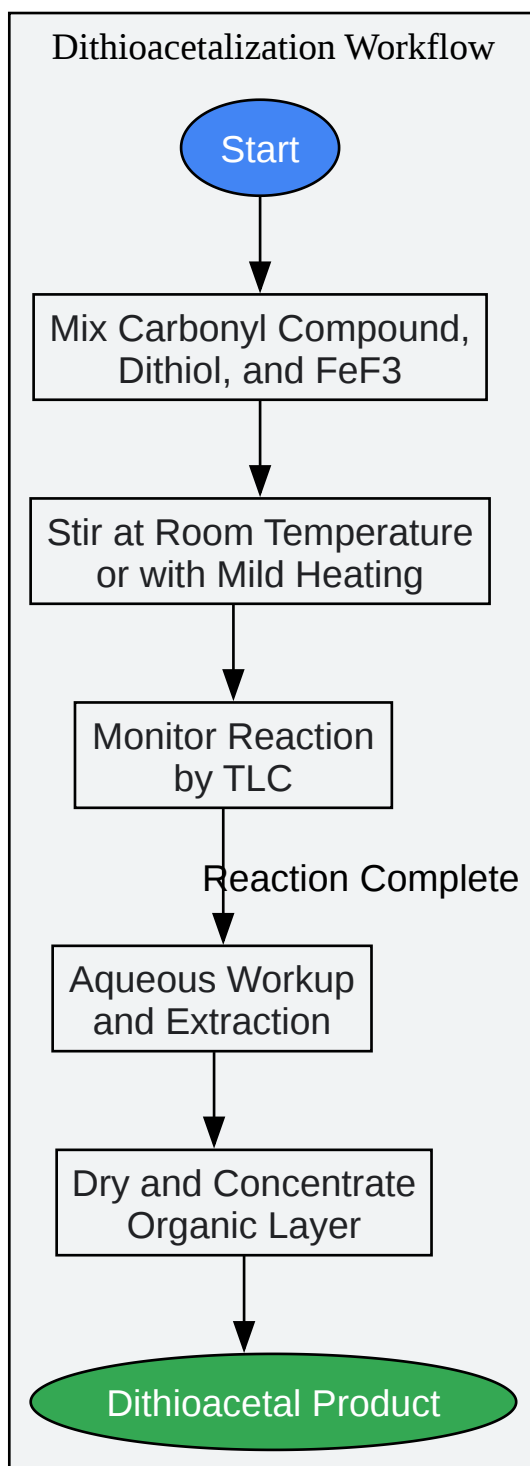 Dithioacetalization Workflow
Start
Mix Carbonyl Compound,
Dithiol, and FeF3
Stir at Room Temperature
or with Mild Heating
Monitor Reaction
by TLC
Reaction Complete
Aqueous Workup
and Extraction
Dry and Concentrate
Organic Layer
Dithioacetal Product